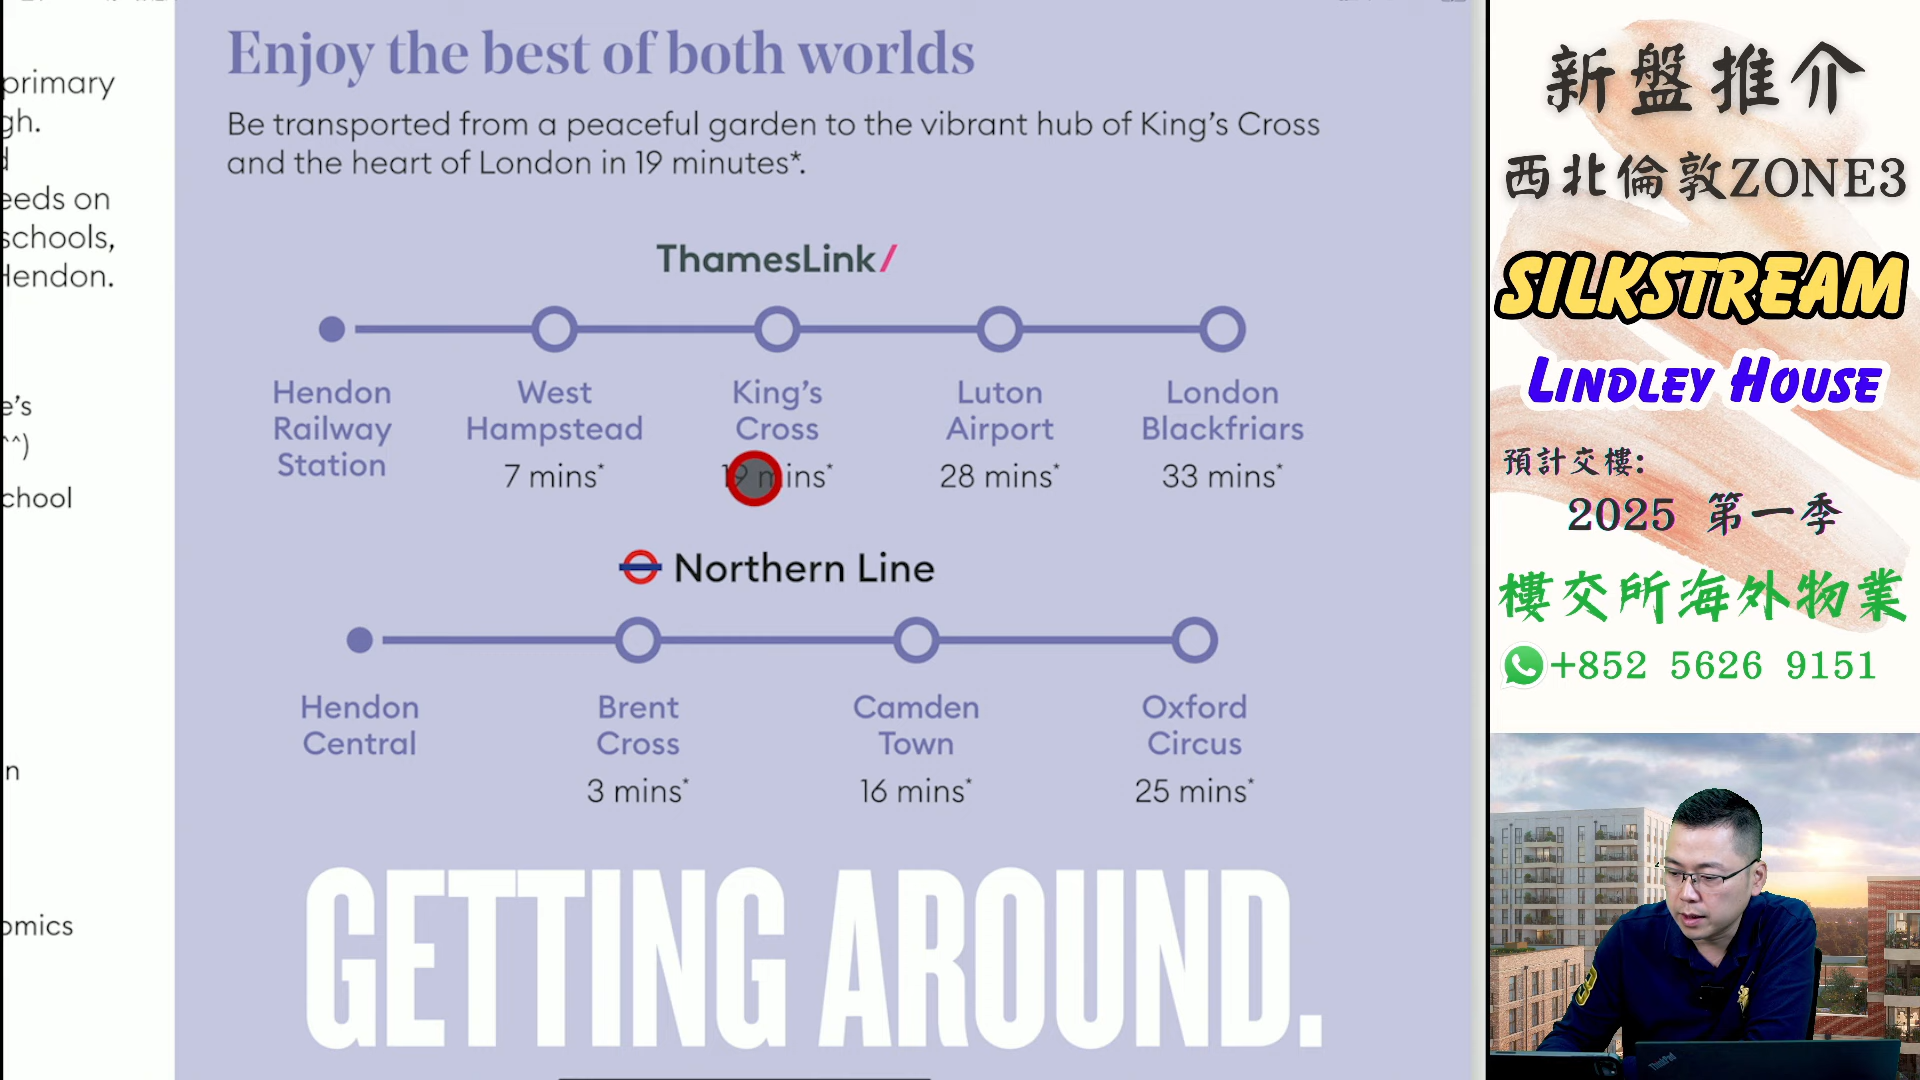 primary
gh.
eeds on
schools,
Hendon.
e's
^^)
chool
n
omics
Enjoy the best of both worlds
Be transported from a peaceful garden to the vibrant hub of King's Cross
and the heart of London in 19 minutes*.
ThamesLink/
Hendon
Railway
Station
West
Hampstead
7 mins*
King's
Cross
19 mins*
Luton
Airport
28 mins*
London
Blackfriars
33 mins*
Northern Line
Hendon
Central
Brent
Cross
3 mins*
Camden
Town
16 mins*
Oxford
Circus
25 mins*
GETTING AROUND.
新盤推介
西北倫敦ZONE3
SILKSTREAM
LINDLEY HOUSE
預計交樓:
2025 第一季
樓交所海外物業
+852 5626 9151
ThinkPad